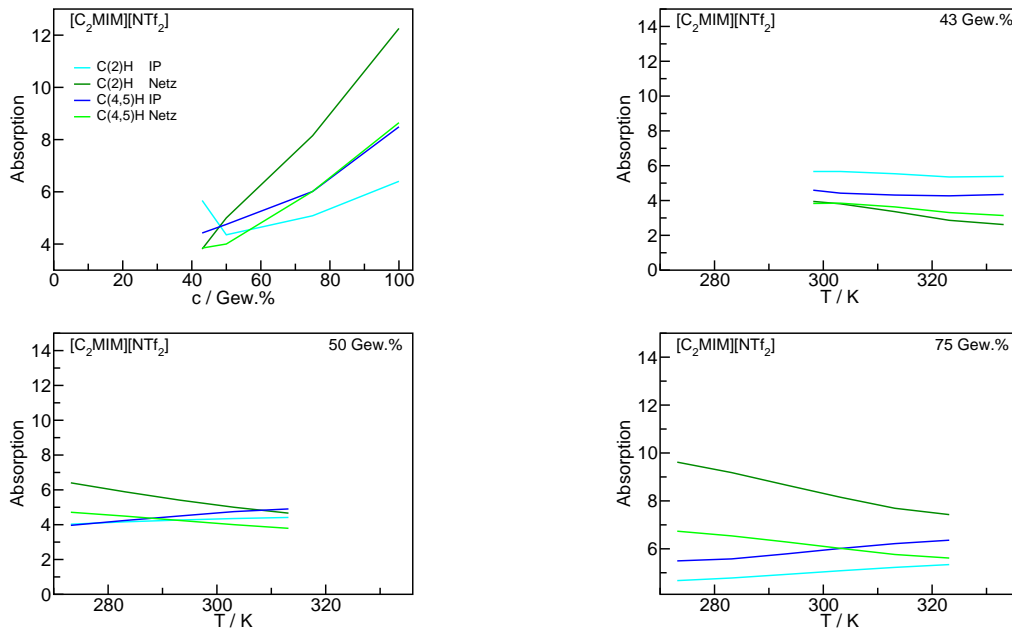 [C₂MIM][NTf₂]
C(2)H IP
C(2)H Netz
C(4,5)H IP
C(4,5)H Netz
Absorption
12
10
8
6
4
0 20 40 60 80 100
c / Gew.%
[C₂MIM][NTf₂] 43 Gew.%
Absorption
14
12
10
8
6
4
2
0
280 300 320
T / K
[C₂MIM][NTf₂] 50 Gew.%
Absorption
14
12
10
8
6
4
2
0
280 300 320
T / K
[C₂MIM][NTf₂] 75 Gew.%
Absorption
14
12
10
8
6
280 300 320
T / K